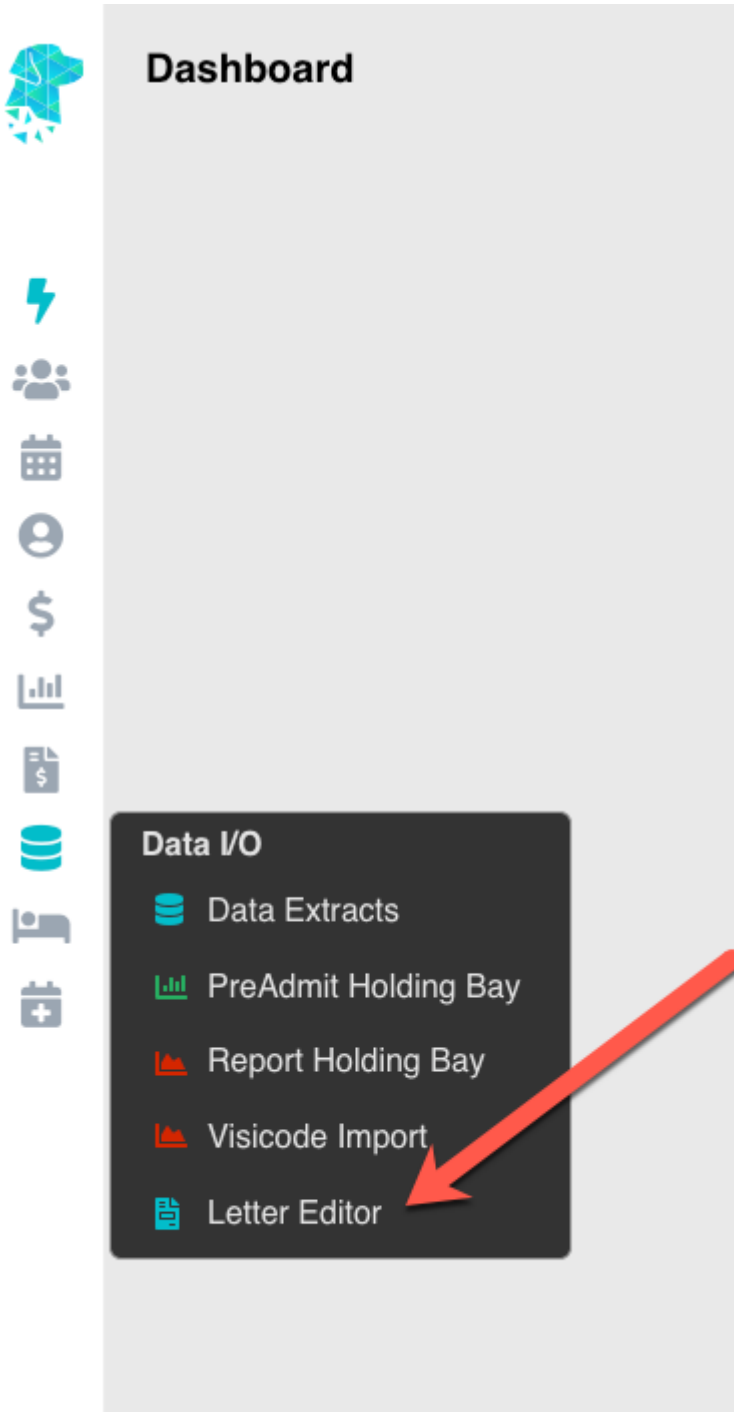 Dashboard
Data I/O
Data Extracts
PreAdmit Holding Bay
Report Holding Bay
Visicode Import
Letter Editor